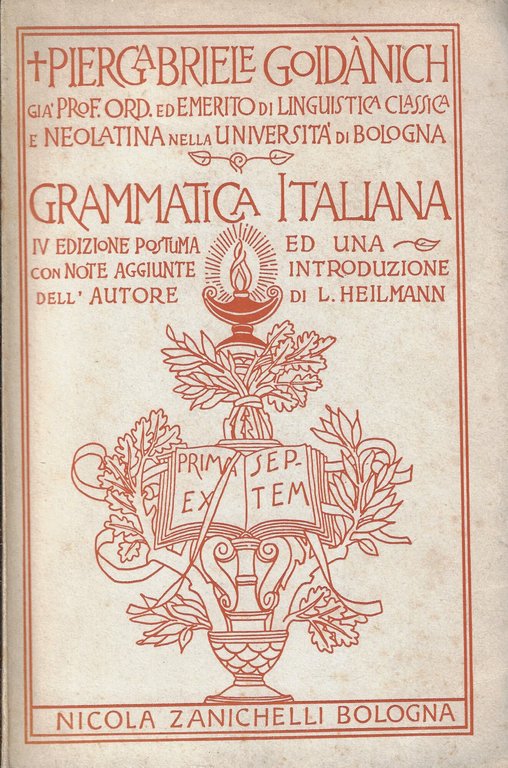 ✝PIERGABRIELE GOIDÀNICH
GIA' PROF. ORD. ED EMERITO DI LINGUISTICA CLASSICA
E NEOLATINA NELLA UNIVERSITA' DI BOLOGNA
GRAMMATICA ITALIANA
IV EDIZIONE POSTUMA ED UNA
CON NOTE AGGIUNTE INTRODUZIONE
DELL' AUTORE DI L. HEILMANN
PRIMA SEP-
EX TEM
NICOLA ZANICHELLI BOLOGNA